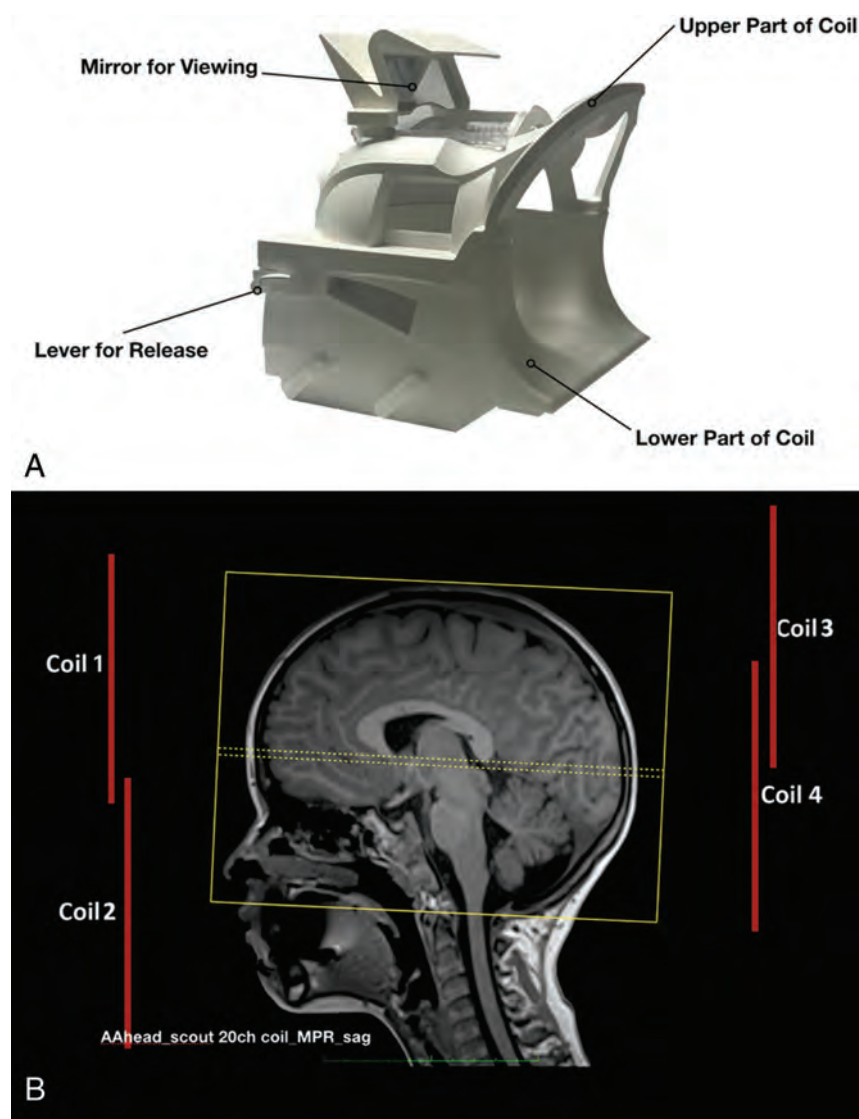 Upper Part of Coil
Mirror for Viewing
Lever for Release
Lower Part of Coil
A
Coil 1
Coil 3
Coil 4
Coil 2
AAhead_scout 20ch coil_MPR_sag
B